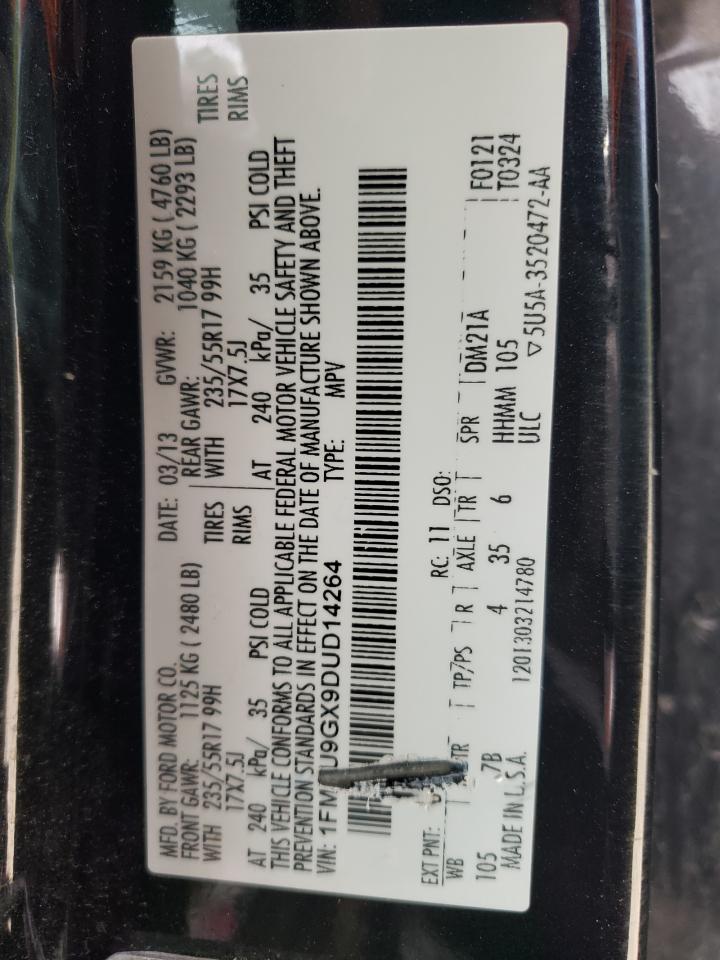 MFD. BY FORD MOTOR CO.
DATE: 03/13 GVWR: 2159 KG ( 4760 LB)
FRONT GAWR: 1125 KG ( 2480 LB)
REAR GAWR: 1040 KG ( 2293 LB)
WITH 235/55R17 99H TIRES
WITH 235/55R17 99H TIRES
17X7.5J RIMS
17X7.5J RIMS
AT 240 kPa/ 35 PSI COLD
AT 240 kPa/ 35 PSI COLD
THIS VEHICLE CONFORMS TO ALL APPLICABLE FEDERAL MOTOR VEHICLE SAFETY AND THEFT
PREVENTION STANDARDS IN EFFECT ON THE DATE OF MANUFACTURE SHOWN ABOVE.
VIN: 1FM U9GX9DUD14264 TYPE: MPV
EXT PNT: RC: 11 DSO: F0121
WB TR TP/PS R AXLE TR SPR DM21A T0324
105 7B 4 35 6 HHMM 105
MADE IN U.S.A. 1201303214780 ULC ▽5U5A-3520472-AA